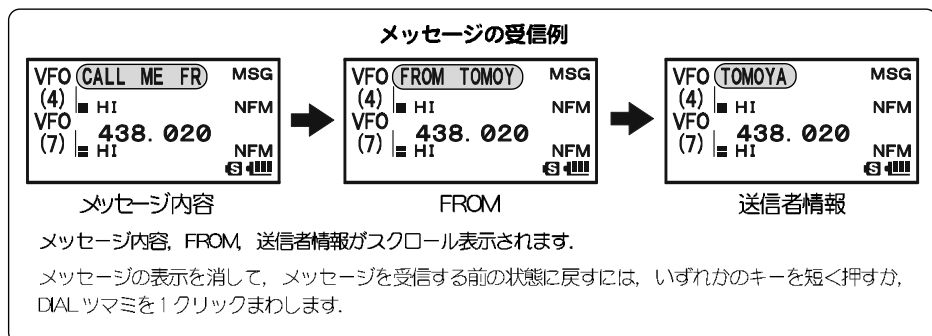 メッセージの受信例
VFO CALL ME FR MSG
(4) HI NFM
VFO 438.020
(7) HI NFM
S
VFO FROM TOMOY MSG
(4) HI NFM
VFO 438.020
(7) HI NFM
S
VFO TOMOYA MSG
(4) HI NFM
VFO 438.020
(7) HI NFM
S
メッセージ内容
FROM
送信者情報
メッセージ内容, FROM, 送信者情報がスクロール表示されます.
メッセージの表示を消して, メッセージを受信する前の状態に戻すには, いずれかのキーを短く押すか,
DIAL ツマミを1クリックまわします.